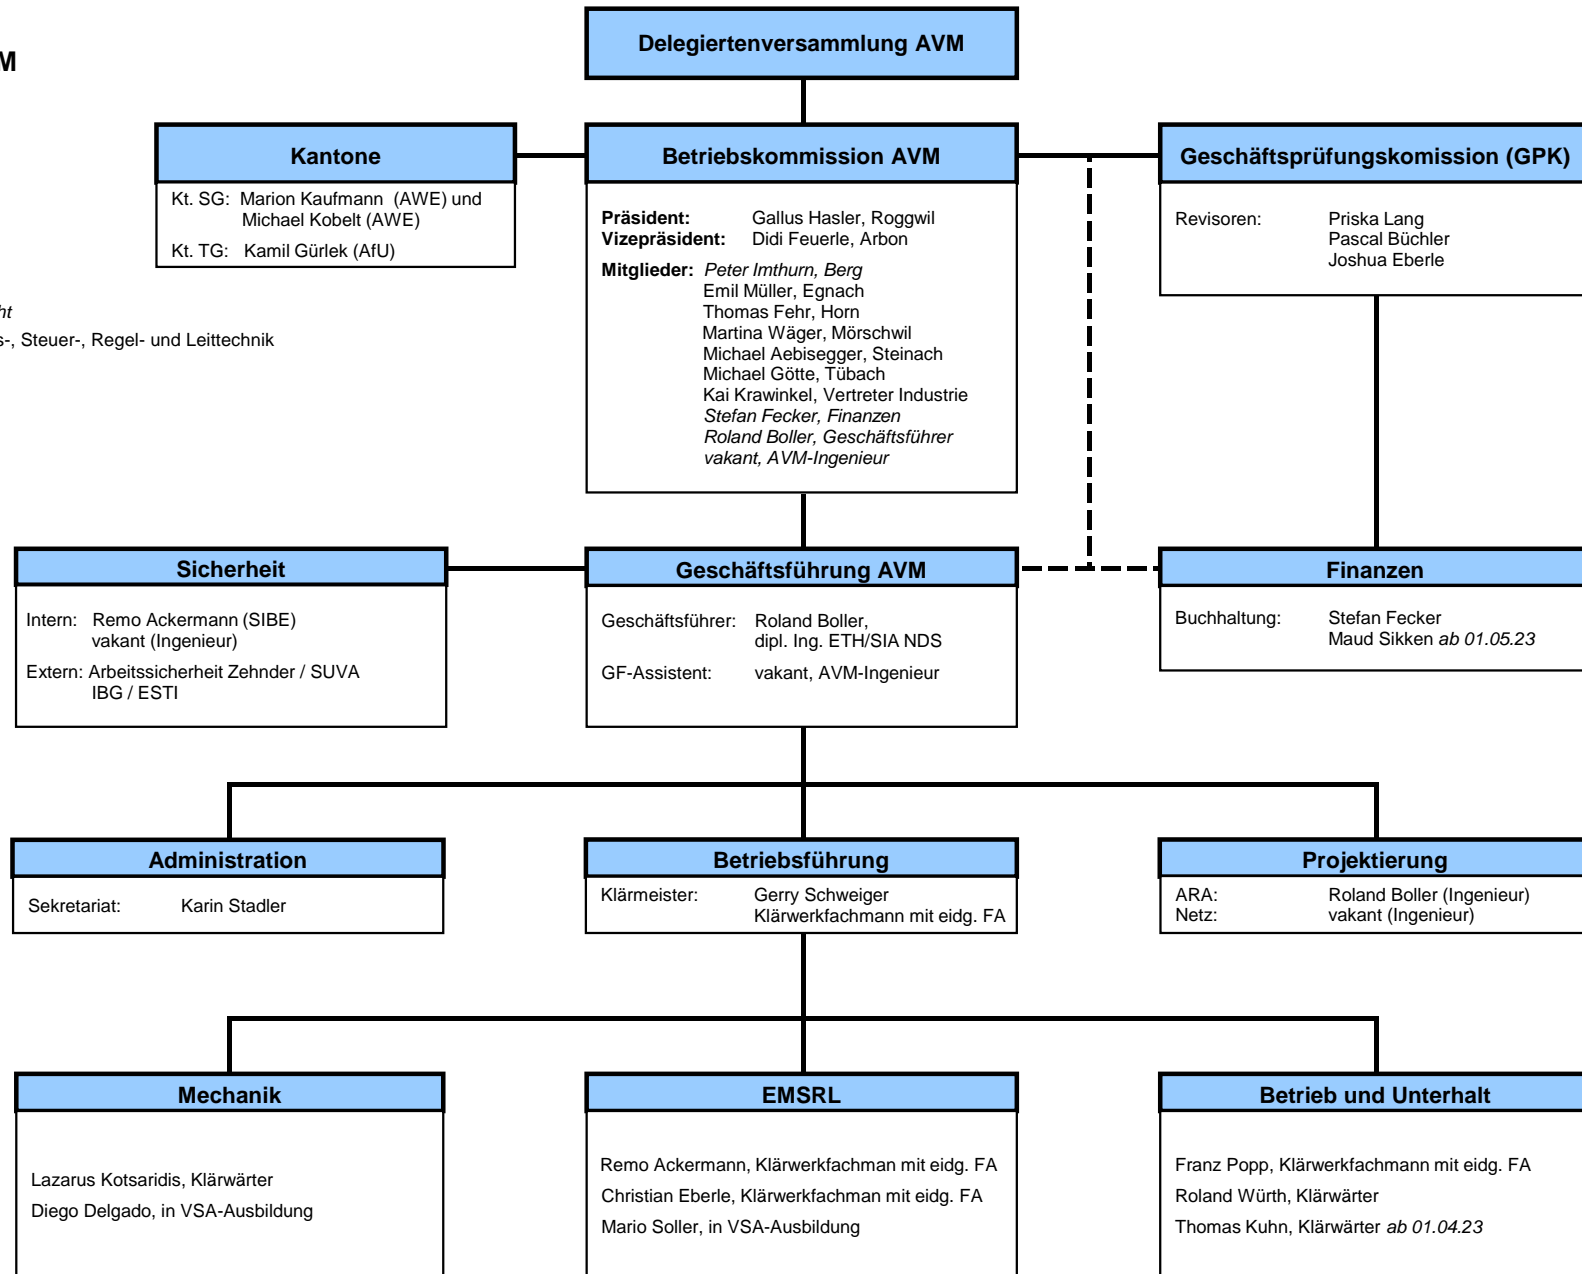 Delegiertenversammlung AVM
M
Kantone
Kt. SG: Marion Kaufmann (AWE) und
Michael Kobelt (AWE)
Kt. TG: Kamil Gürlek (AfU)
Betriebskommission AVM
Präsident: Gallus Hasler, Roggwil
Vizepräsident: Didi Feuerle, Arbon
Mitglieder: Peter Imthurn, Berg
Emil Müller, Egnach
Thomas Fehr, Horn
Martina Wäger, Mörschwil
Michael Aebisegger, Steinach
Michael Götte, Tübach
Kai Krawinkel, Vertreter Industrie
Stefan Fecker, Finanzen
Roland Boller, Geschäftsführer
vakant, AVM-Ingenieur
Geschäftsprüfungskomission (GPK)
Revisoren: Priska Lang
Pascal Büchler
Joshua Eberle
ht
s-, Steuer-, Regel- und Leittechnik
Sicherheit
Intern: Remo Ackermann (SIBE)
vakant (Ingenieur)
Extern: Arbeitssicherheit Zehnder / SUVA
IBG / ESTI
Geschäftsführung AVM
Geschäftsführer: Roland Boller,
dipl. Ing. ETH/SIA NDS
GF-Assistent: vakant, AVM-Ingenieur
Finanzen
Buchhaltung: Stefan Fecker
Maud Sikken ab 01.05.23
Administration
Sekretariat: Karin Stadler
Betriebsführung
Klärmeister: Gerry Schweiger
Klärwerkfachmann mit eidg. FA
Projektierung
ARA: Roland Boller (Ingenieur)
Netz: vakant (Ingenieur)
Mechanik
Lazarus Kotsaridis, Klärwärter
Diego Delgado, in VSA-Ausbildung
EMSRL
Remo Ackermann, Klärwerkfachman mit eidg. FA
Christian Eberle, Klärwerkfachman mit eidg. FA
Mario Soller, in VSA-Ausbildung
Betrieb und Unterhalt
Franz Popp, Klärwerkfachmann mit eidg. FA
Roland Würth, Klärwärter
Thomas Kuhn, Klärwärter ab 01.04.23